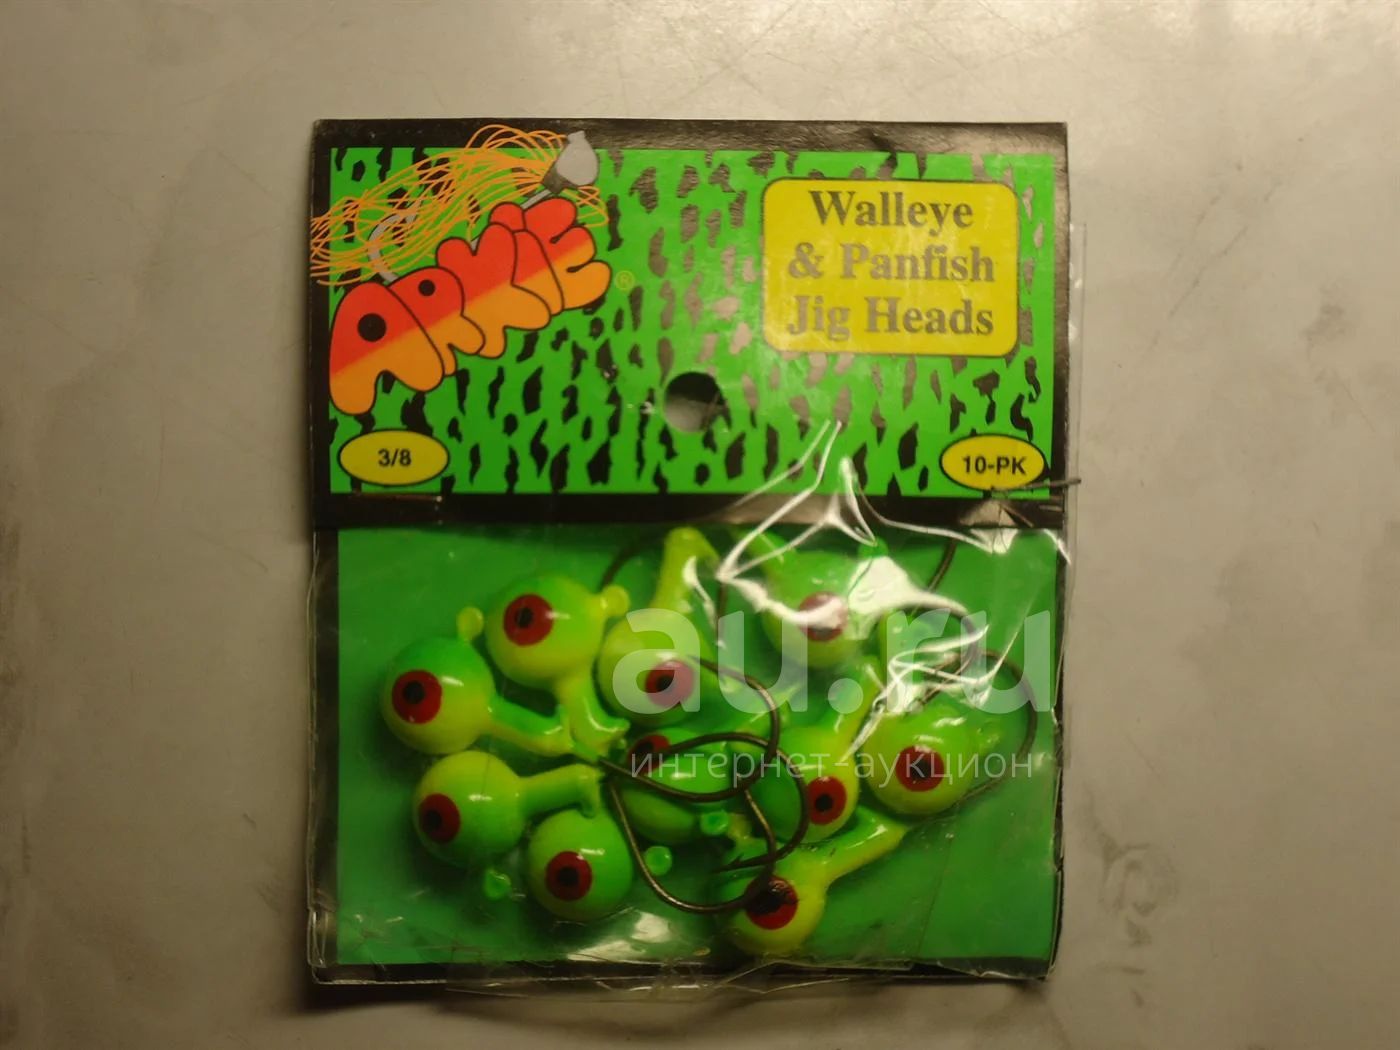 ARKIE
®
Walleye
& Panfish
Jig Heads
3/8
10-PK
au.ru
интернет-аукцион